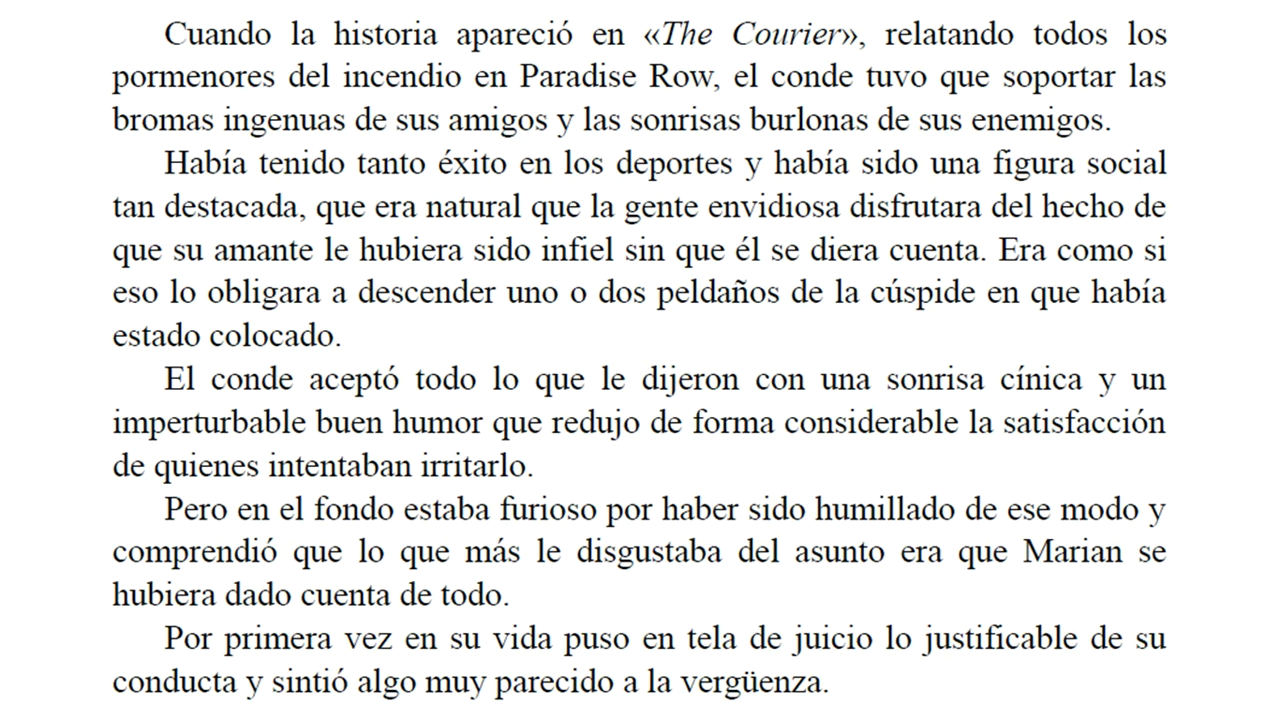 Cuando la historia apareció en «The Courier», relatando todos los
pormenores del incendio en Paradise Row, el conde tuvo que soportar las
bromas ingenuas de sus amigos y las sonrisas burlonas de sus enemigos.
Había tenido tanto éxito en los deportes y había sido una figura social
tan destacada, que era natural que la gente envidiosa disfrutara del hecho de
que su amante le hubiera sido infiel sin que él se diera cuenta. Era como si
eso lo obligara a descender uno o dos peldaños de la cúspide en que había
estado colocado.
El conde aceptó todo lo que le dijeron con una sonrisa cínica y un
imperturbable buen humor que redujo de forma considerable la satisfacción
de quienes intentaban irritarlo.
Pero en el fondo estaba furioso por haber sido humillado de ese modo y
comprendió que lo que más le disgustaba del asunto era que Marian se
hubiera dado cuenta de todo.
Por primera vez en su vida puso en tela de juicio lo justificable de su
conducta y sintió algo muy parecido a la vergüenza.